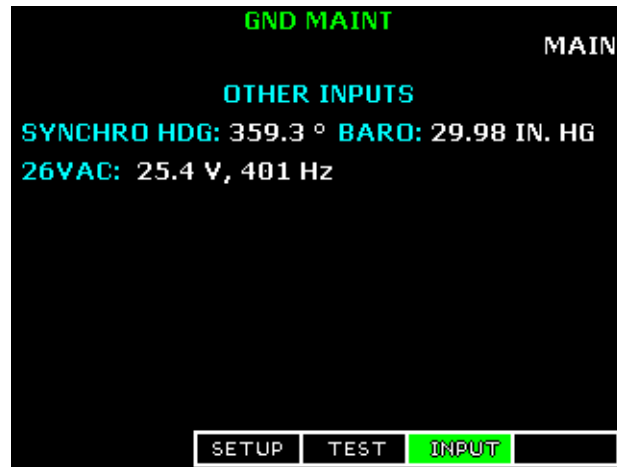 GND MAINT
MAIN
OTHER INPUTS
SYNCHRO HDG: 359.3 ° BARO: 29.98 IN. HG
26VAC: 25.4 V, 401 Hz
SETUP TEST INPUT